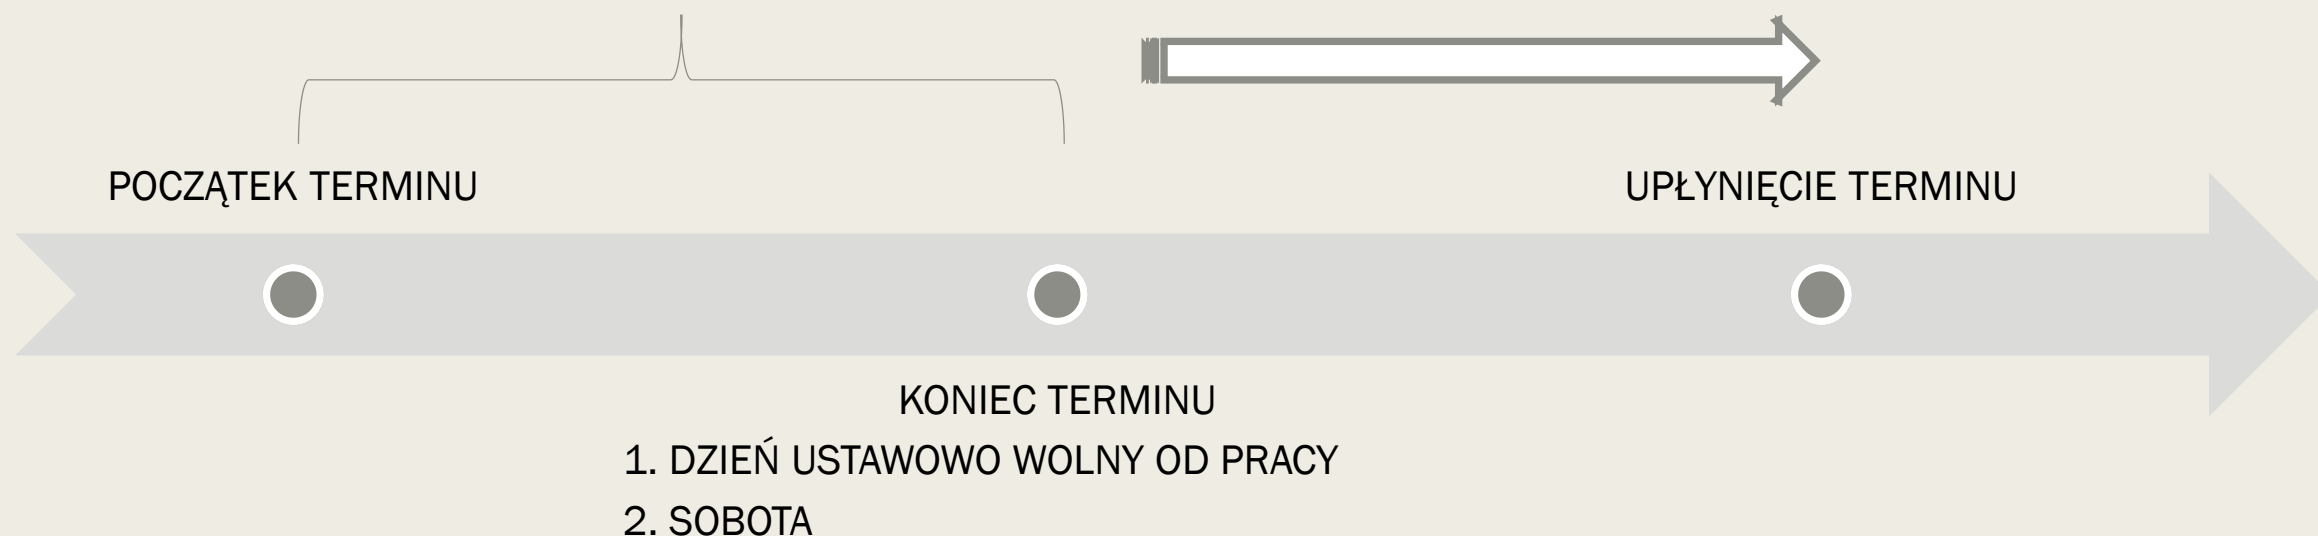 POCZĄTEK TERMINU
UPŁYNIĘCIE TERMINU
KONIEC TERMINU
1. DZIEŃ USTAWOWO WOLNY OD PRACY
2. SOBOTA